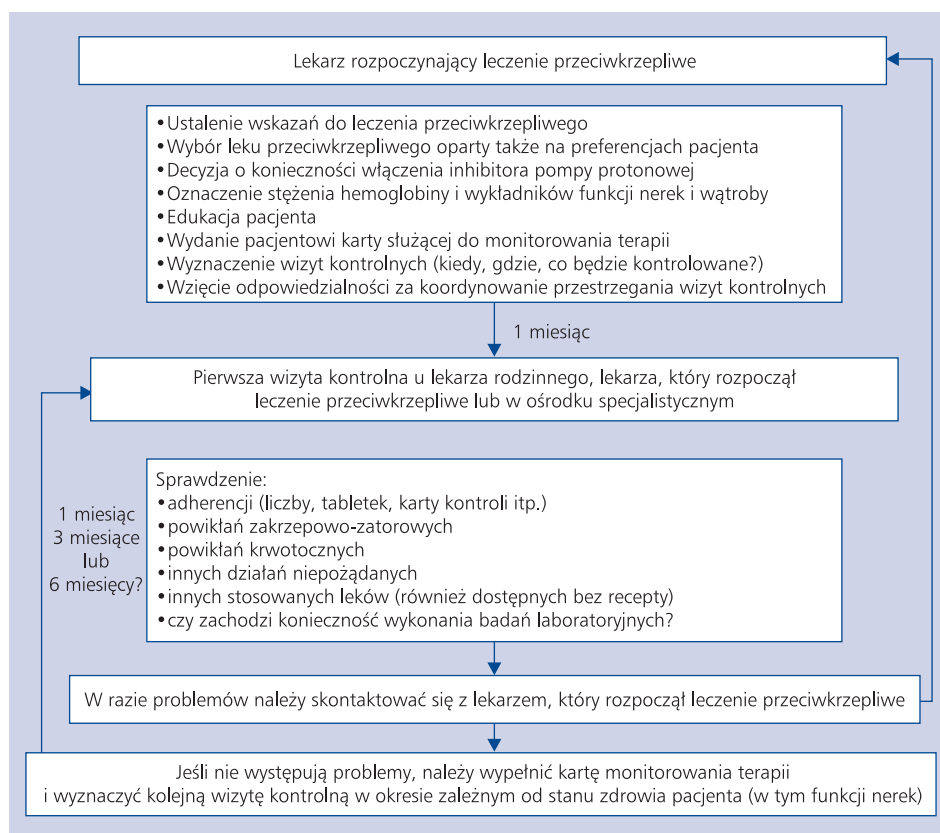 Lekarz rozpoczynający leczenie przeciwkrzepliwe
•Ustalenie wskazań do leczenia przeciwkrzepliwego
•Wybór leku przeciwkrzepliwego oparty także na preferencjach pacjenta
•Decyzja o konieczności włączenia inhibitora pompy protonowej
•Oznaczenie stężenia hemoglobiny i wykładników funkcji nerek i wątroby
•Edukacja pacjenta
•Wydanie pacjentowi karty służącej do monitorowania terapii
•Wyznaczenie wizyt kontrolnych (kiedy, gdzie, co będzie kontrolowane?)
•Wzięcie odpowiedzialności za koordynowanie przestrzegania wizyt kontrolnych
1 miesiąc
Pierwsza wizyta kontrolna u lekarza rodzinnego, lekarza, który rozpoczął
leczenie przeciwkrzepliwe lub w ośrodku specjalistycznym
1 miesiąc
3 miesiące
lub
6 miesięcy?
Sprawdzenie:
•adherencji (liczby, tabletek, karty kontroli itp.)
•powikłań zakrzepowo-zatorowych
•powikłań krwotocznych
•innych działań niepożądanych
•innych stosowanych leków (również dostępnych bez recepty)
•czy zachodzi konieczność wykonania badań laboratoryjnych?
W razie problemów należy skontaktować się z lekarzem, który rozpoczął leczenie przeciwkrzepliwe
Jeśli nie występują problemy, należy wypełnić kartę monitorowania terapii
i wyznaczyć kolejną wizytę kontrolną w okresie zależnym od stanu zdrowia pacjenta (w tym funkcji nerek)